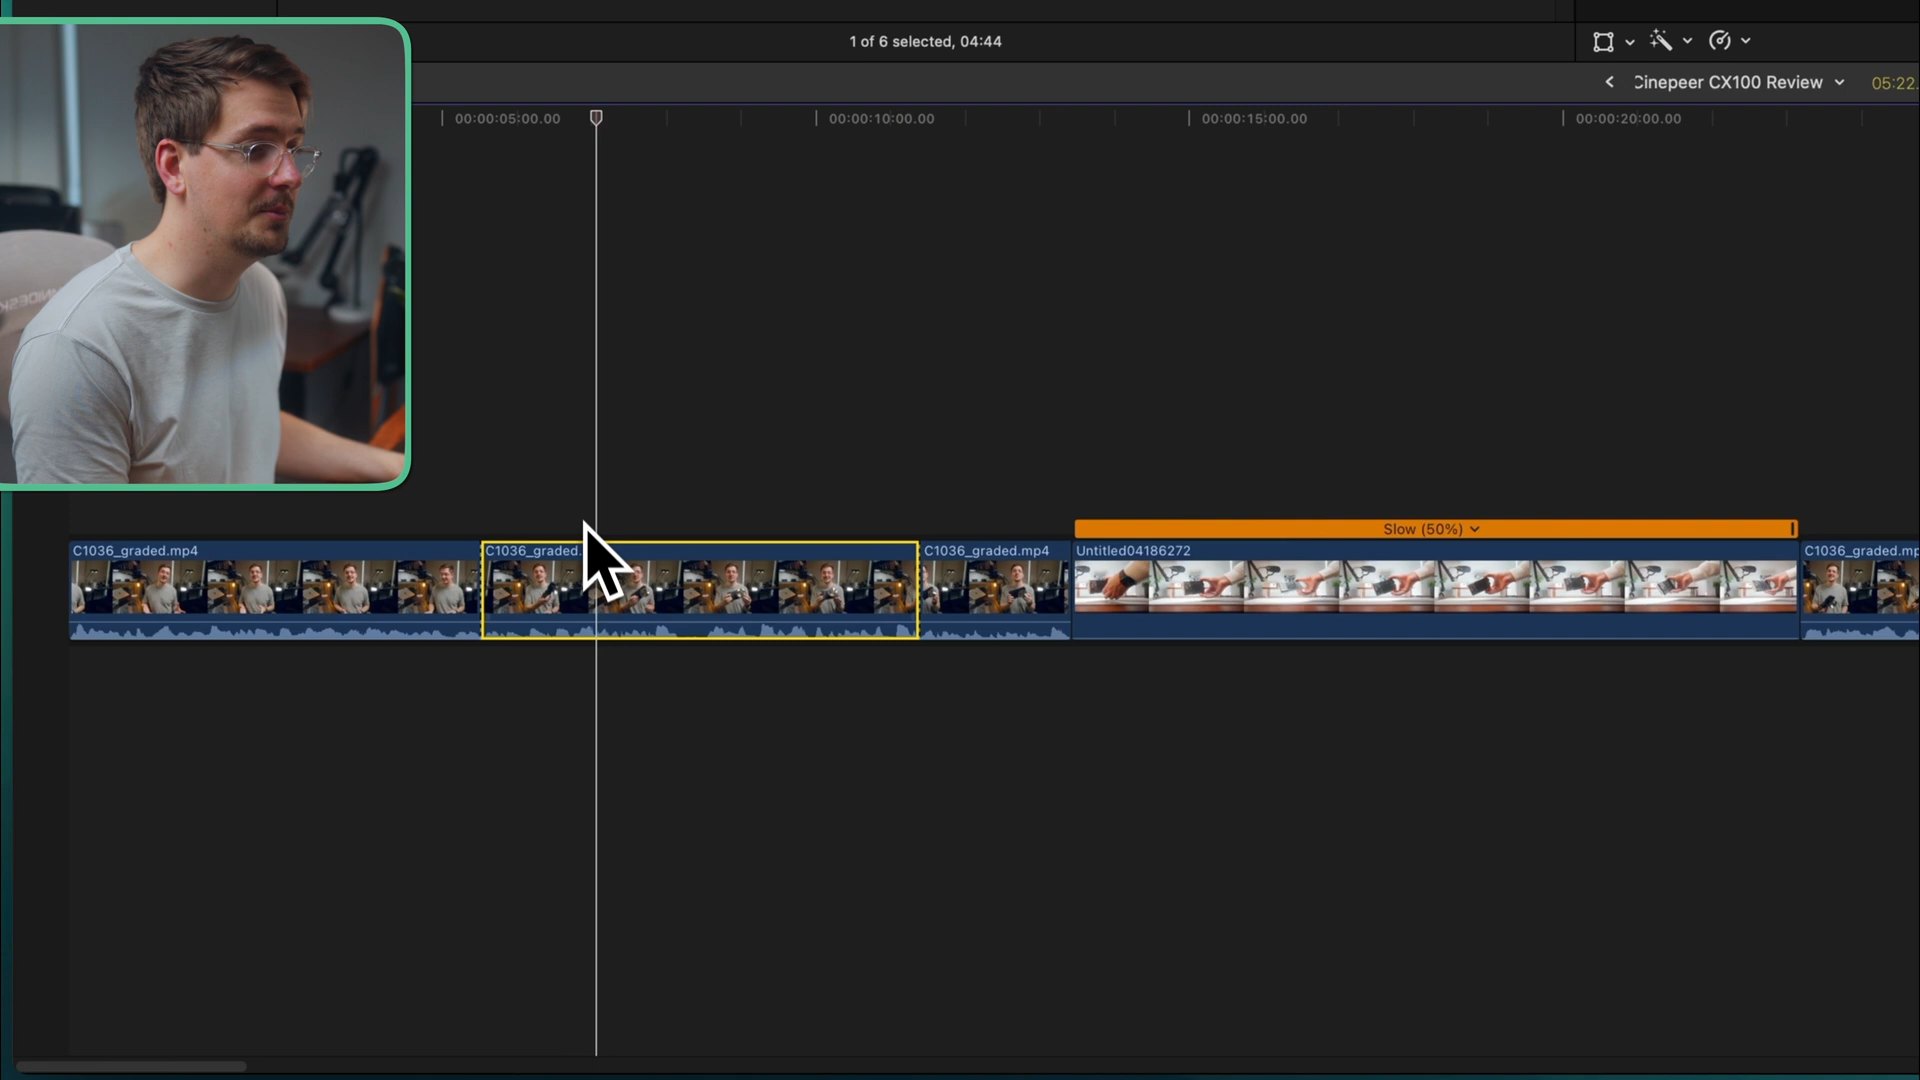 1 of 6 selected, 04:44
Cinepeer CX100 Review
05:22.
00:00:05:00.00
00:00:10:00.00
00:00:15:00.00
00:00:20:00.00
Slow (50%)
C1036_graded.mp4
C1036_graded.
C1036_graded.mp4
Untitled04186272
C1036_graded.mp